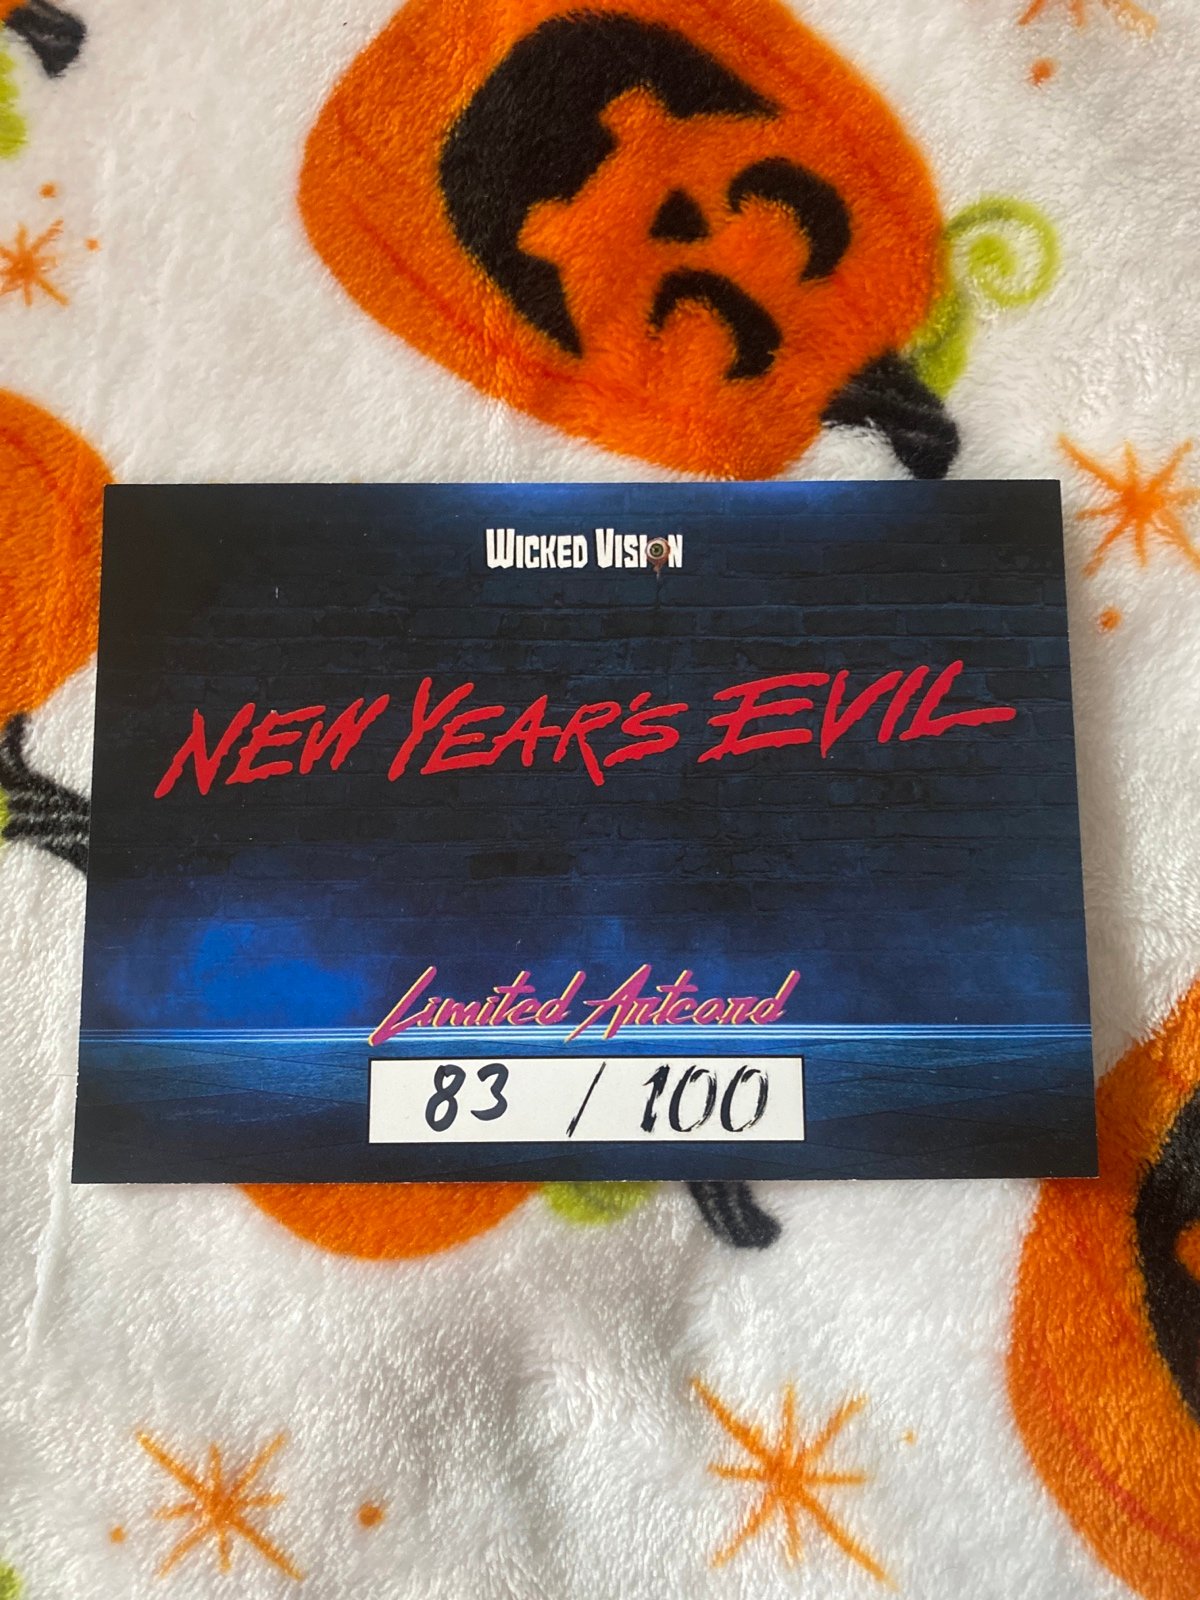 WICKED VISION
NEW YEAR'S EVIL
Limited Artcard
83 / 100